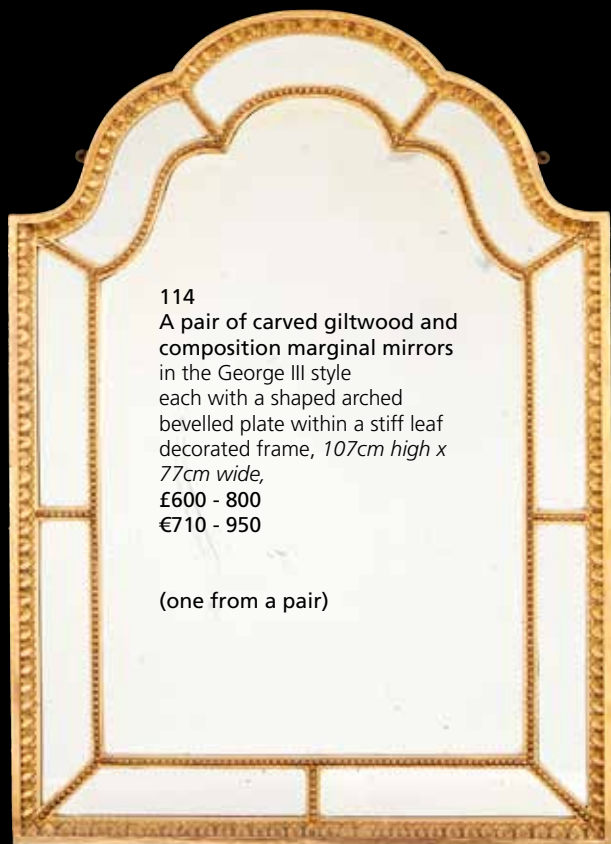 114
A pair of carved giltwood and
composition marginal mirrors
in the George III style
each with a shaped arched
bevelled plate within a stiff leaf
decorated frame, 107cm high x
77cm wide,
£600 - 800
€710 - 950
(one from a pair)